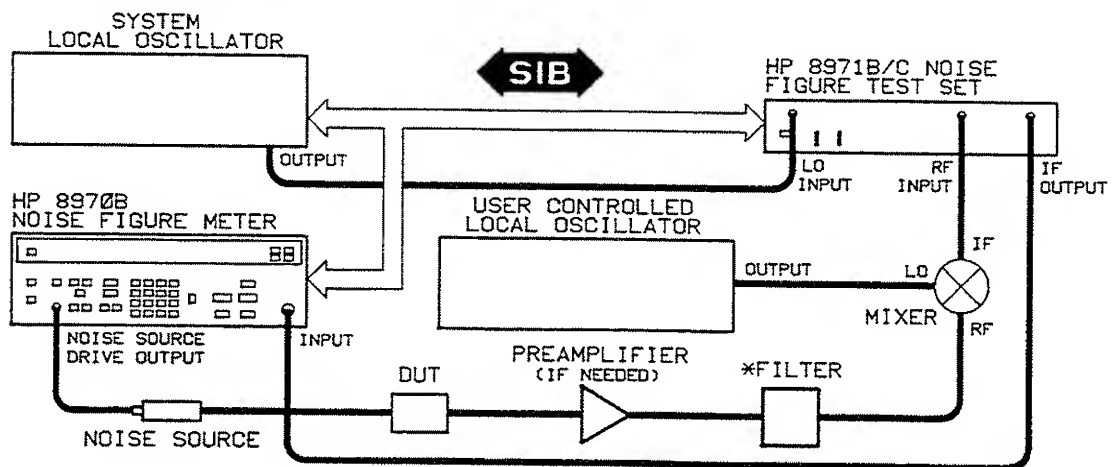 SYSTEM
LOCAL OSCILLATOR
SIB
HP 8971B/C NOISE
FIGURE TEST SET
OUTPUT
LO
INPUT
RF
INPUT
IF
OUTPUT
HP 8970B
NOISE FIGURE METER
USER CONTROLLED
LOCAL OSCILLATOR
OUTPUT
LO
IF
MIXER
RF
NOISE SOURCE
DRIVE OUTPUT
INPUT
DUT
PREAMPLIFIER
(IF NEEDED)
*FILTER
NOISE SOURCE